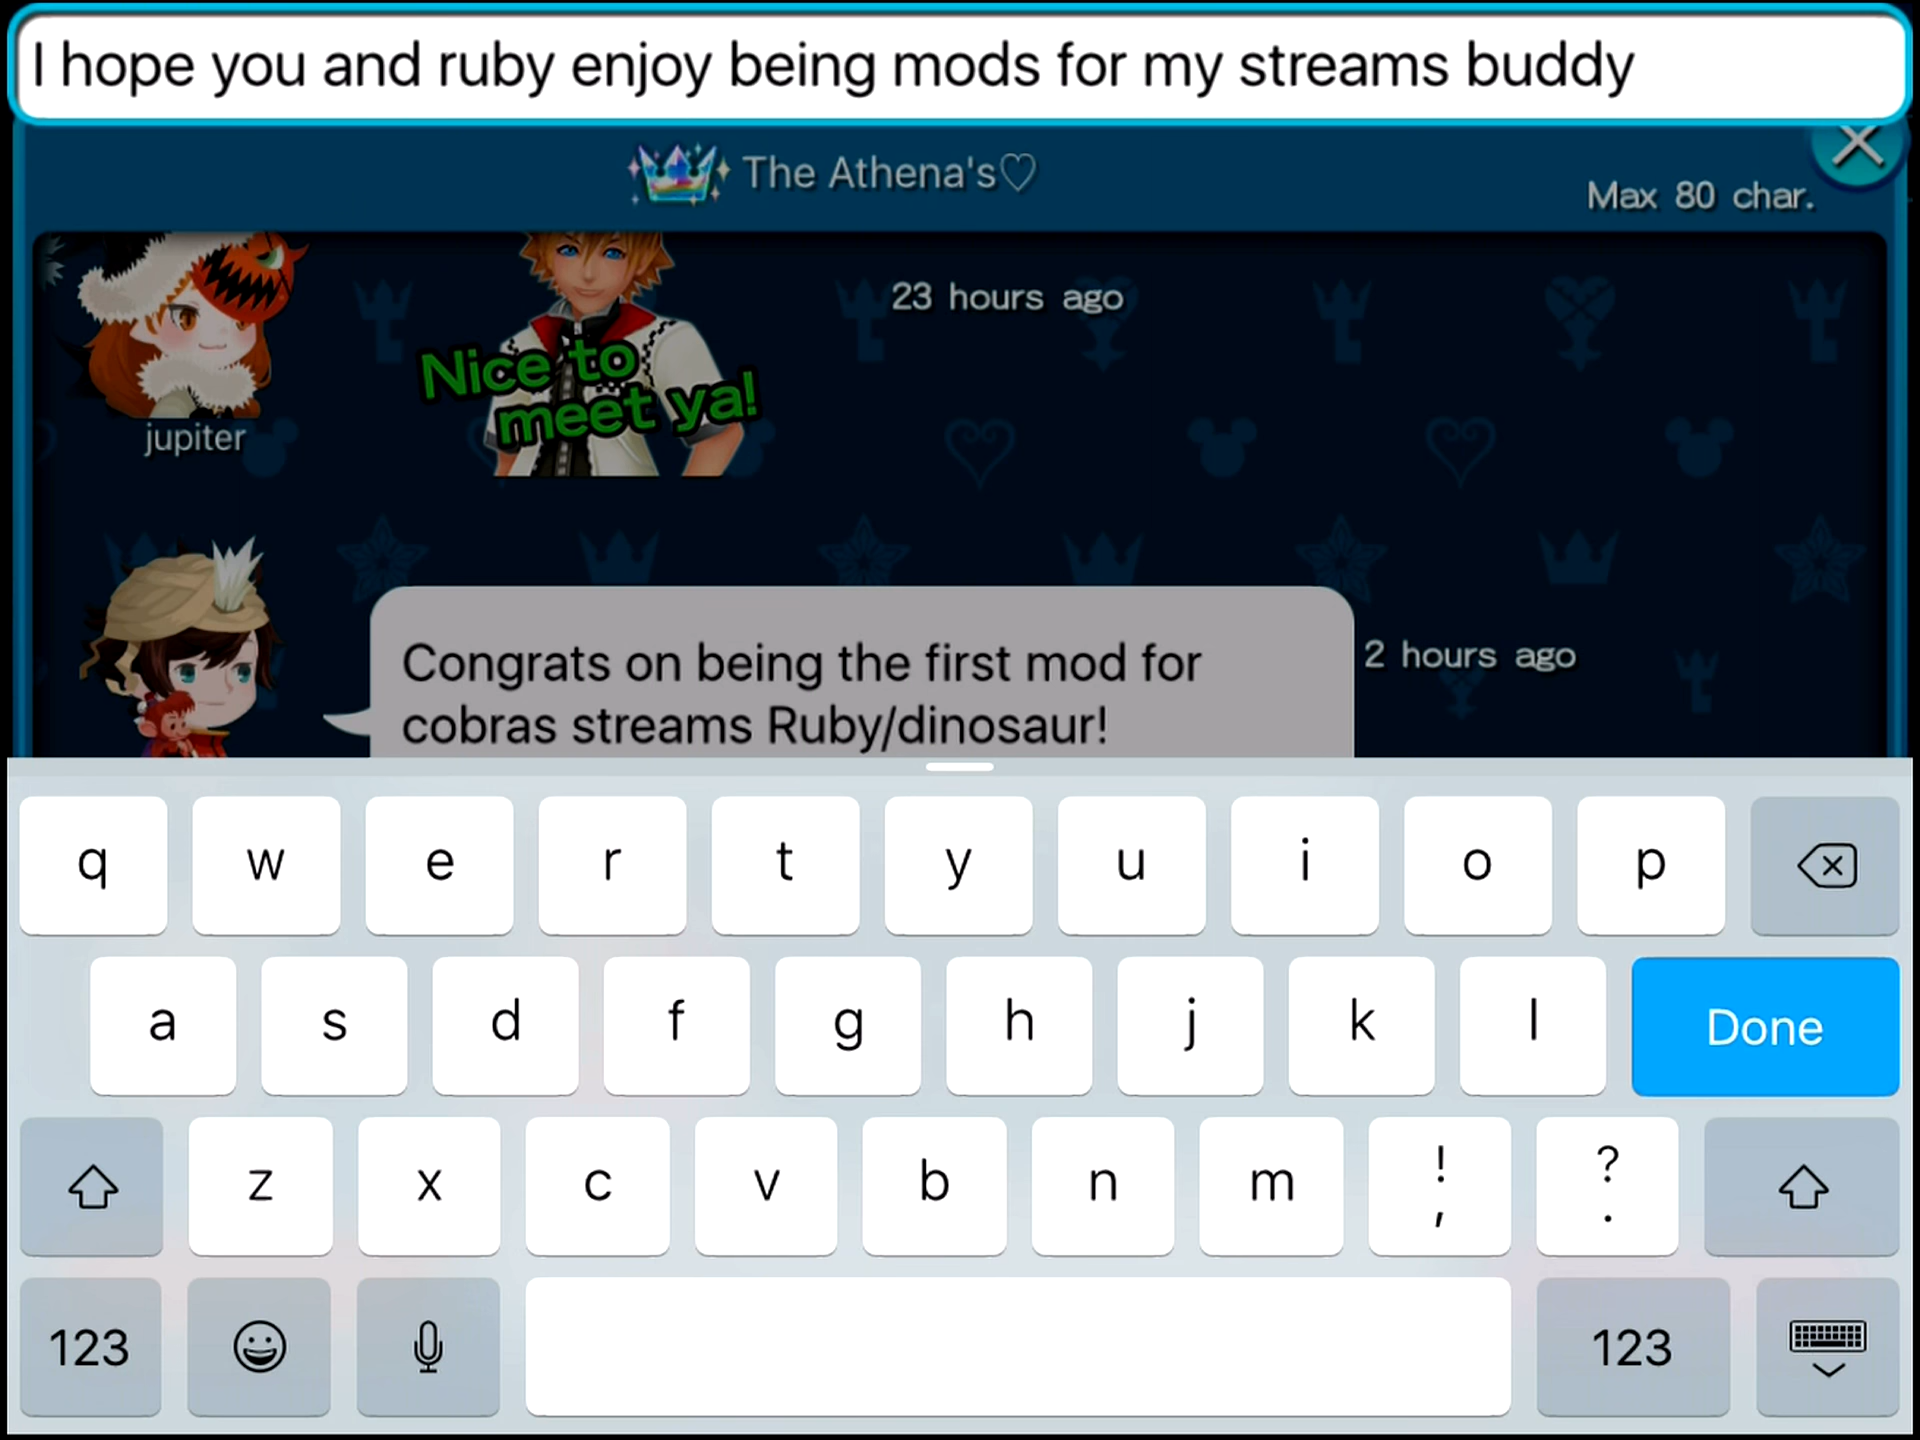 I hope you and ruby enjoy being mods for my streams buddy
The Athena's♡
Max 80 char.
23 hours ago
Nice to
meet ya!
jupiter
Congrats on being the first mod for
cobras streams Ruby/dinosaur!
2 hours ago
q w e r t y u i o p
a s d f g h j k l Done
z x c v b n m ! , ? .
123 123